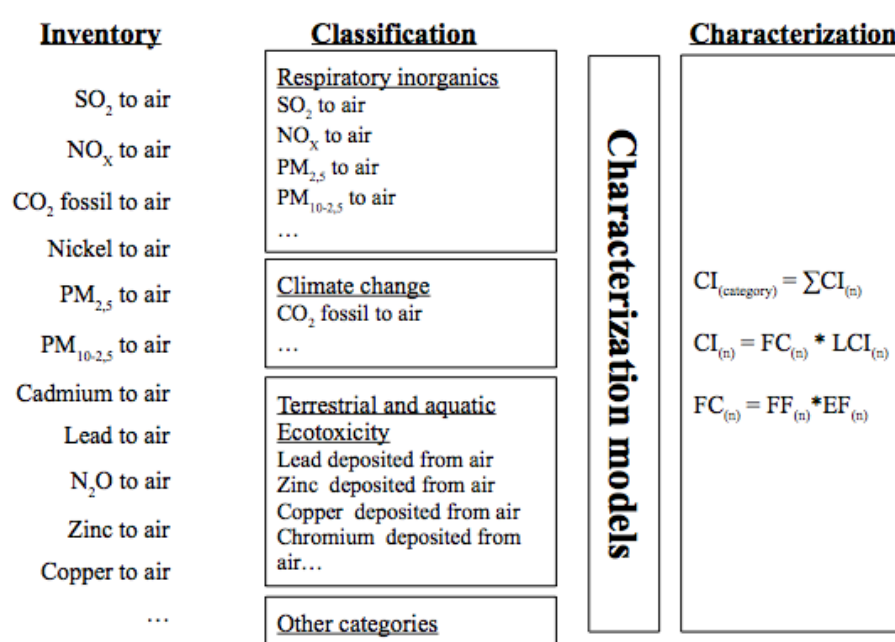 Inventory
SO₂ to air
NOₓ to air
CO₂ fossil to air
Nickel to air
PM₂,₅ to air
PM₁₀₋₂,₅ to air
Cadmium to air
Lead to air
N₂O to air
Zinc to air
Copper to air
…
Classification
Respiratory inorganics
SO₂ to air
NOₓ to air
PM₂,₅ to air
PM₁₀₋₂,₅ to air
…
Climate change
CO₂ fossil to air
…
Terrestrial and aquatic
Ecotoxicity
Lead deposited from air
Zinc deposited from air
Copper deposited from air
Chromium deposited from
air…
Other categories
Characterization models
Characterization
CI₍category₎ = ∑CI₍ₙ₎
CI₍ₙ₎ = FC₍ₙ₎ * LCI₍ₙ₎
FC₍ₙ₎ = FF₍ₙ₎*EF₍ₙ₎